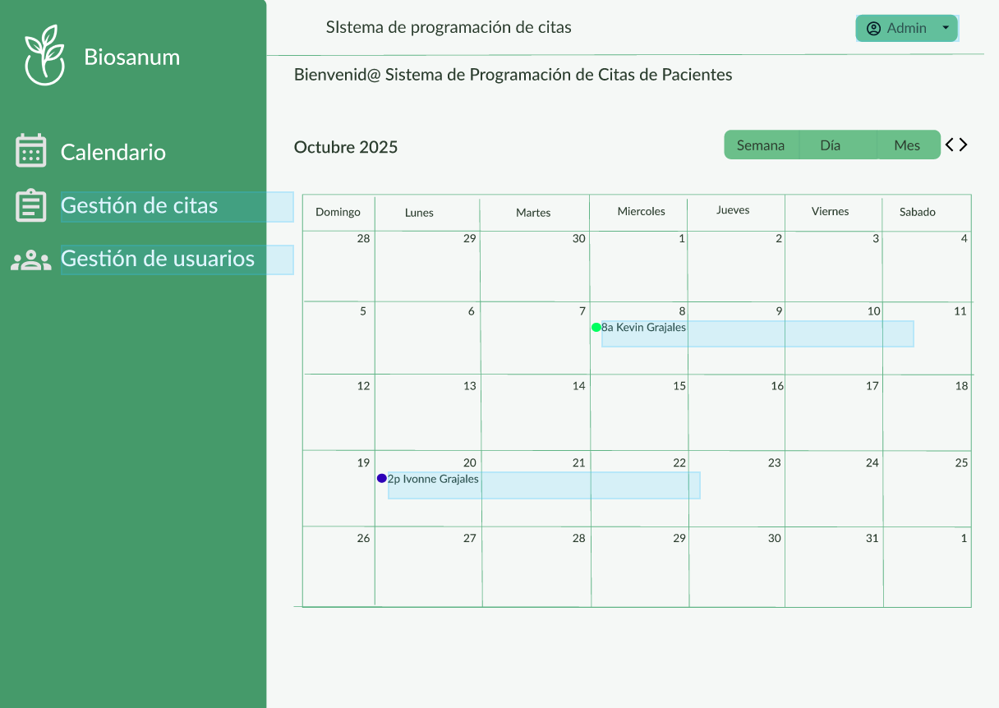 Biosanum
Calendario
Gestión de citas
Gestión de usuarios
SIstema de programación de citas
Admin
Bienvenid@ Sistema de Programación de Citas de Pacientes
Octubre 2025
Semana Día Mes
Domingo Lunes Martes Miercoles Jueves Viernes Sabado
28 29 30 1 2 3 4
5 6 7 8 9 10 11
8a Kevin Grajales
12 13 14 15 16 17 18
19 20 21 22 23 24 25
2p Ivonne Grajales
26 27 28 29 30 31 1